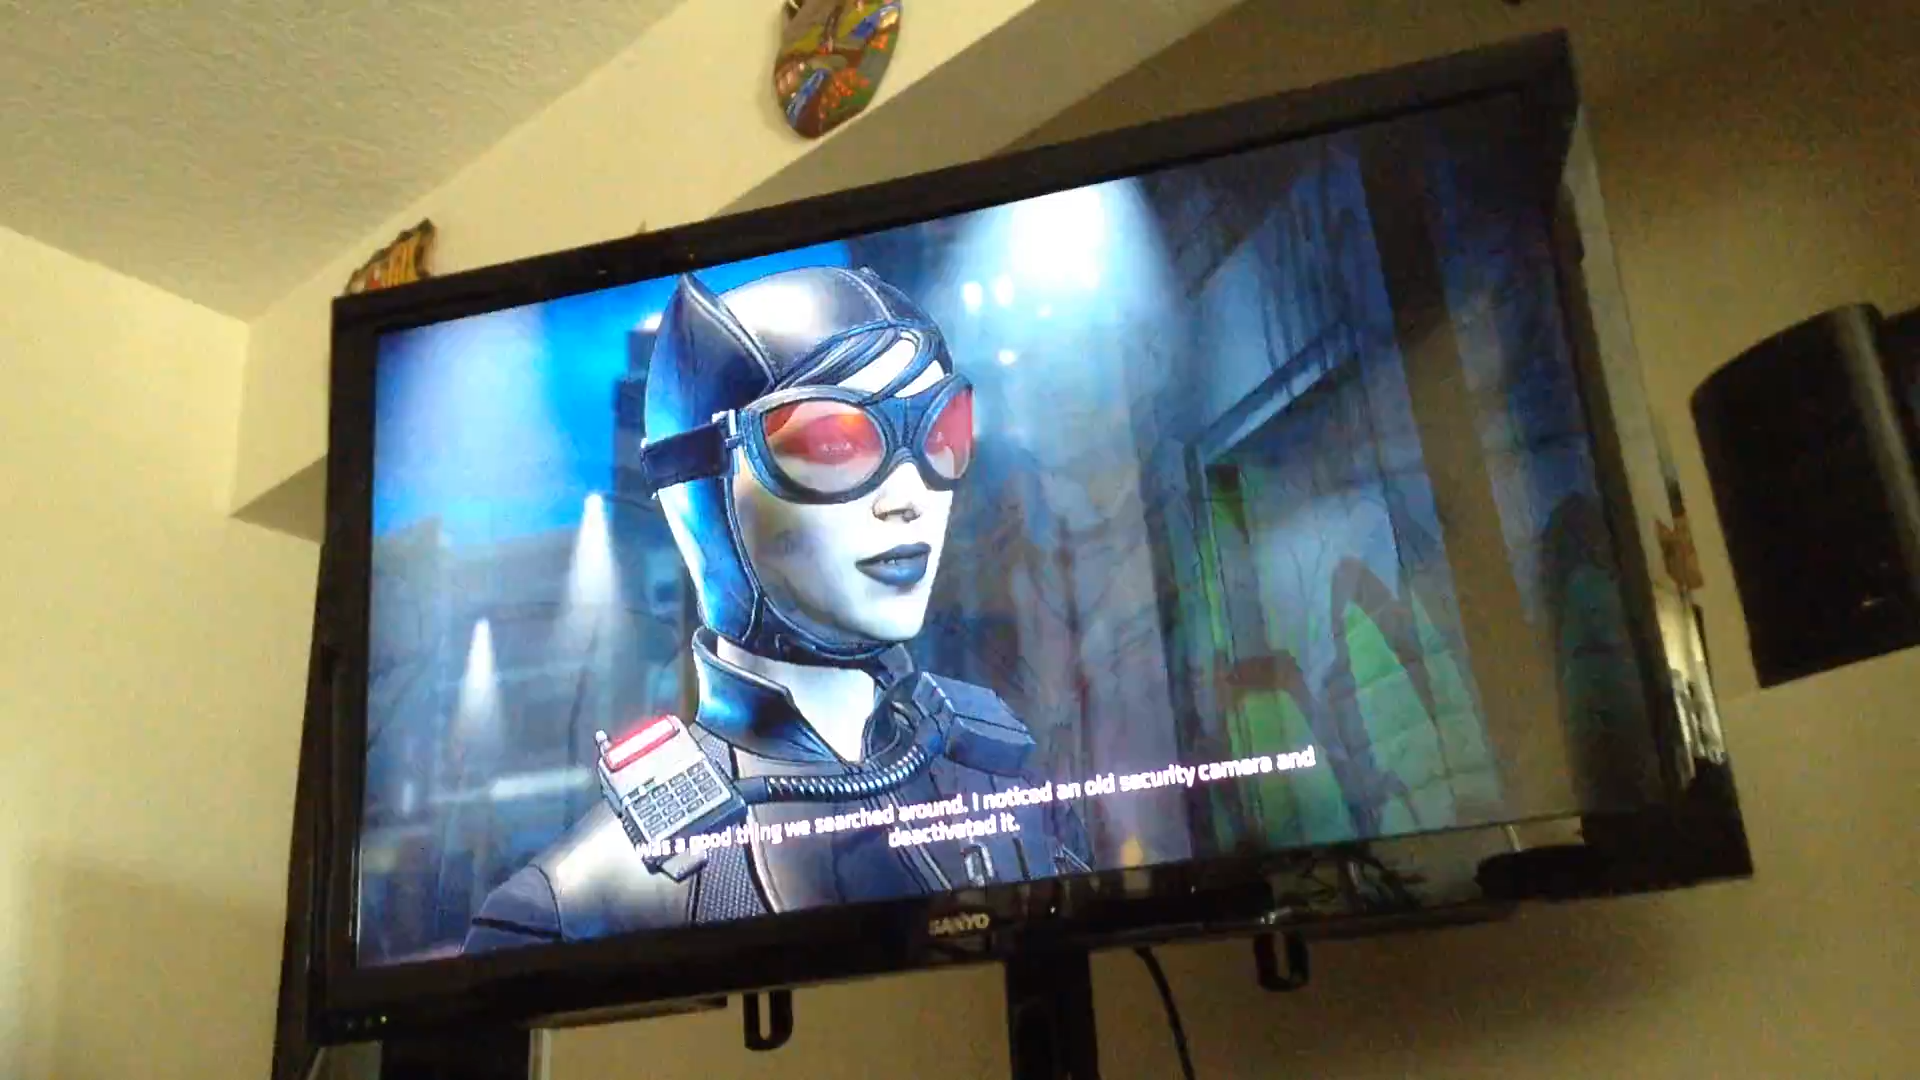 was a good thing we searched around. I noticed an old security camera and
deactivated it.
SANYO